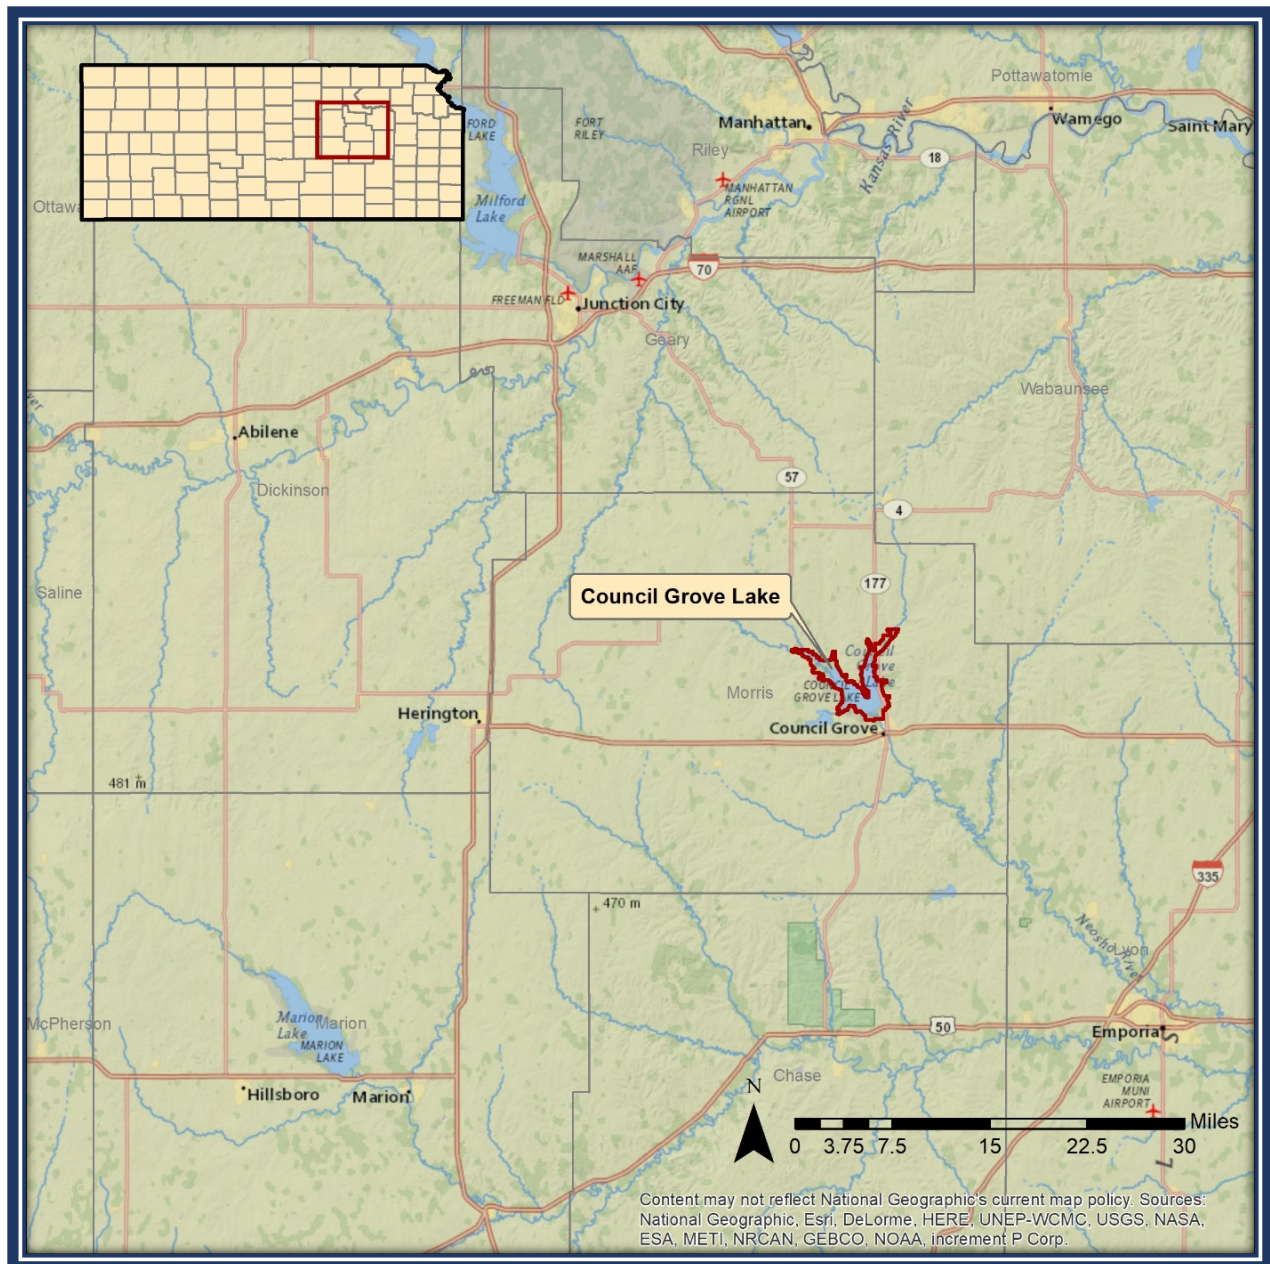 Pottawatomie
FORD
LAKE
FORT
RILEY
Manhattan
Wamego
Saint Mary
Riley
Kansas River
18
MANHATTAN
RGNL
AIRPORT
Ottawa
Milford
Lake
MARSHALL
AAF
70
FREEMAN FLD
Junction City
Geary
Wabaunsee
ver
Abilene
Dickinson
57
4
177
Saline
Council Grove Lake
Council
Grove
Lake
COUNCIL
GROVE LAKE
Morris
Herington
Council Grove
481 m
335
470 m
Neosho River
Lyon
McPherson
Marion
Lake
Marion
MARION
LAKE
50
Emporia
S
Hillsboro
Marion
Chase
EMPORIA
MUNI
AIRPORT
N
Miles
0 3.75 7.5 15 22.5 30
L
Content may not reflect National Geographic's current map policy. Sources:
National Geographic, Esri, DeLorme, HERE, UNEP-WCMC, USGS, NASA,
ESA, METI, NRCAN, GEBCO, NOAA, increment P Corp.